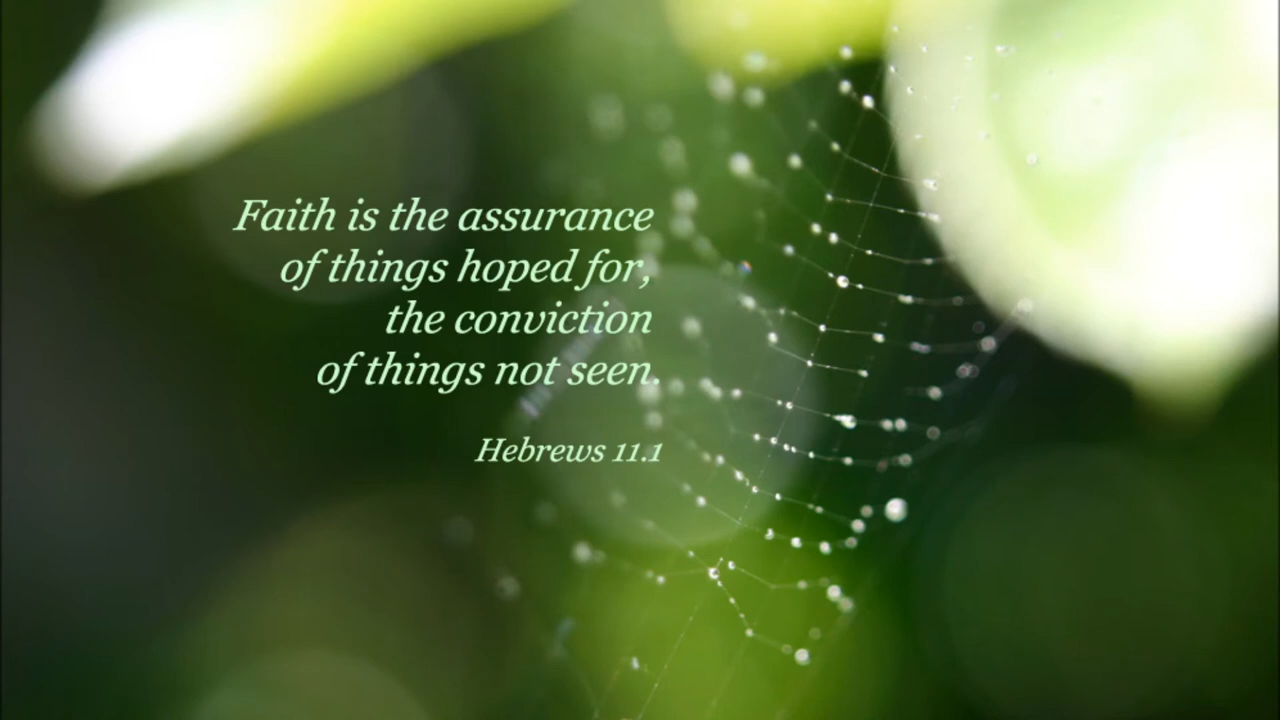 Faith is the assurance
of things hoped for,
the conviction
of things not seen.
Hebrews 11.1